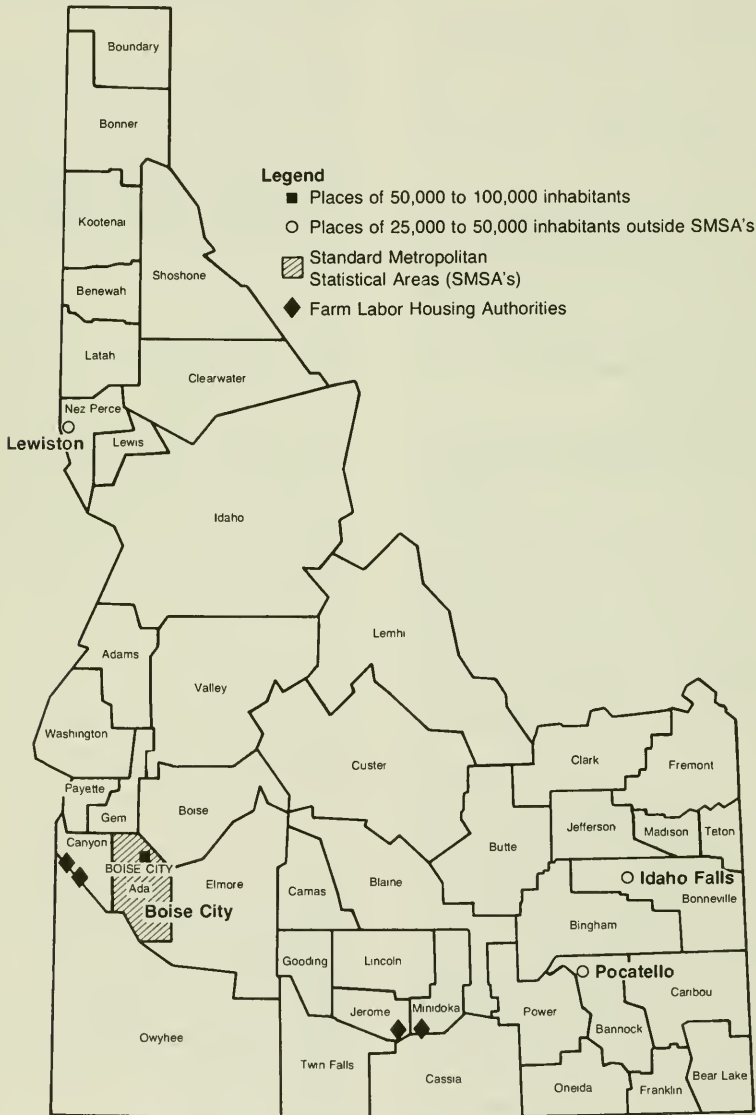 Boundary
Bonner
Legend
Places of 50,000 to 100,000 inhabitants
Kootenai
Places of 25,000 to 50,000 inhabitants outside SMSA's
Standard Metropolitan
Statistical Areas (SMSA's)
Shoshone
Benewah
Farm Labor Housing Authorities
Latah
Clearwater
Nez Perce
Lewiston
Lewis
Idaho
Lemhi
Adams
Valley
Washington
Custer
Clark
Fremont
Payette
Boise
Gem
Butte
Jefferson
Madison
Teton
Canyon
BOISE CITY
Ada
Elmore
Camas
Blaine
Idaho Falls
Bonneville
Boise City
Bingham
Gooding
Lincoln
Pocatello
Caribou
Jerome
Minidoka
Power
Bannock
Owyhee
Twin Falls
Cassia
Oneida
Franklin
Bear Lake